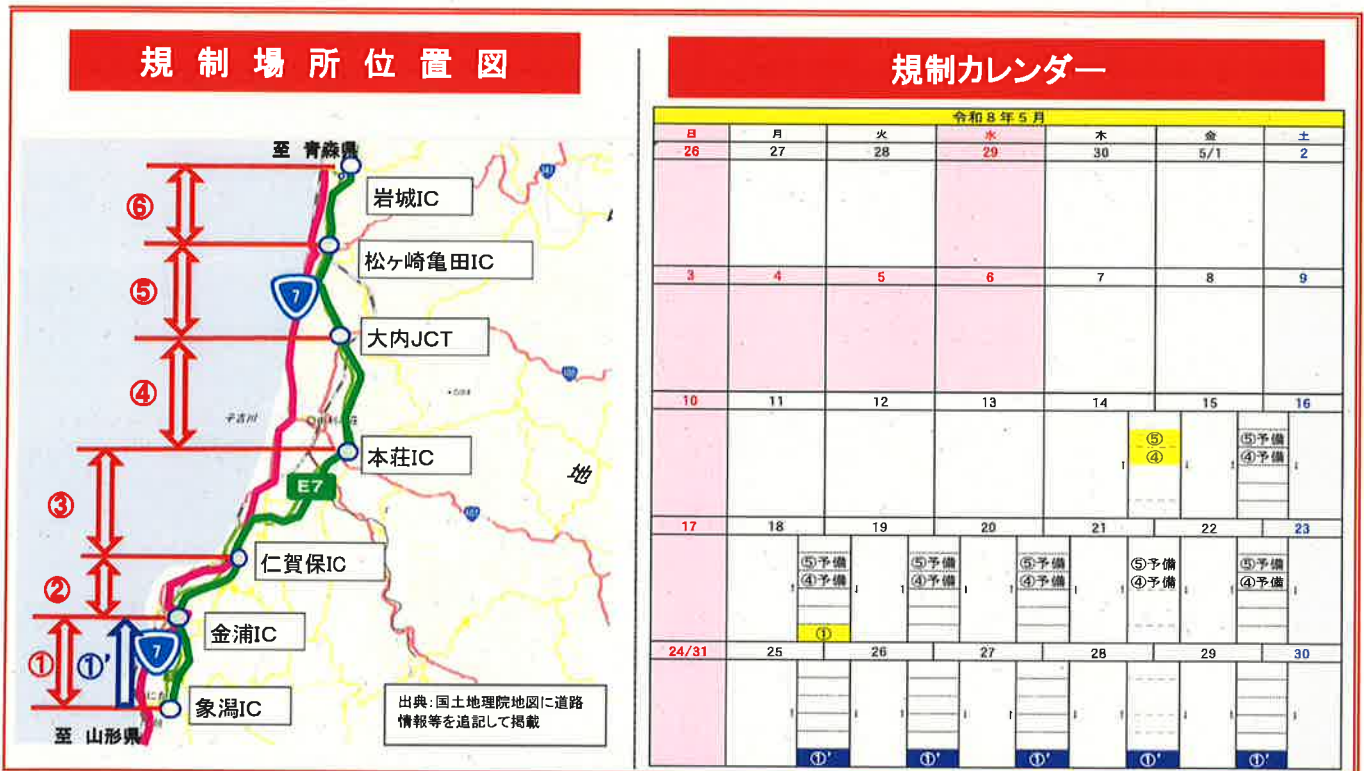 規制場所位置図
至 青森県
⑥
岩城IC
松ヶ崎亀田IC
⑤
7
大内JCT
④
子吉川
本荘IC
地
E7
③
仁賀保IC
②
金浦IC
7
①
①'
象潟IC
至 山形県
出典:国土地理院地図に道路
情報等を追記して掲載
規制カレンダー
令和8年5月
日 月 火 水 木 金 土
26 27 28 29 30 5/1 2
3 4 5 6 7 8 9
10 11 12 13 14 15 16
⑤ ⑤予備
④ ④予備
17 18 19 20 21 22 23
⑤予備 ⑤予備 ⑤予備 ⑤予備 ⑤予備
④予備 ④予備 ④予備 ④予備 ④予備
①
24/31 25 26 27 28 29 30
①' ①' ①' ①' ①'